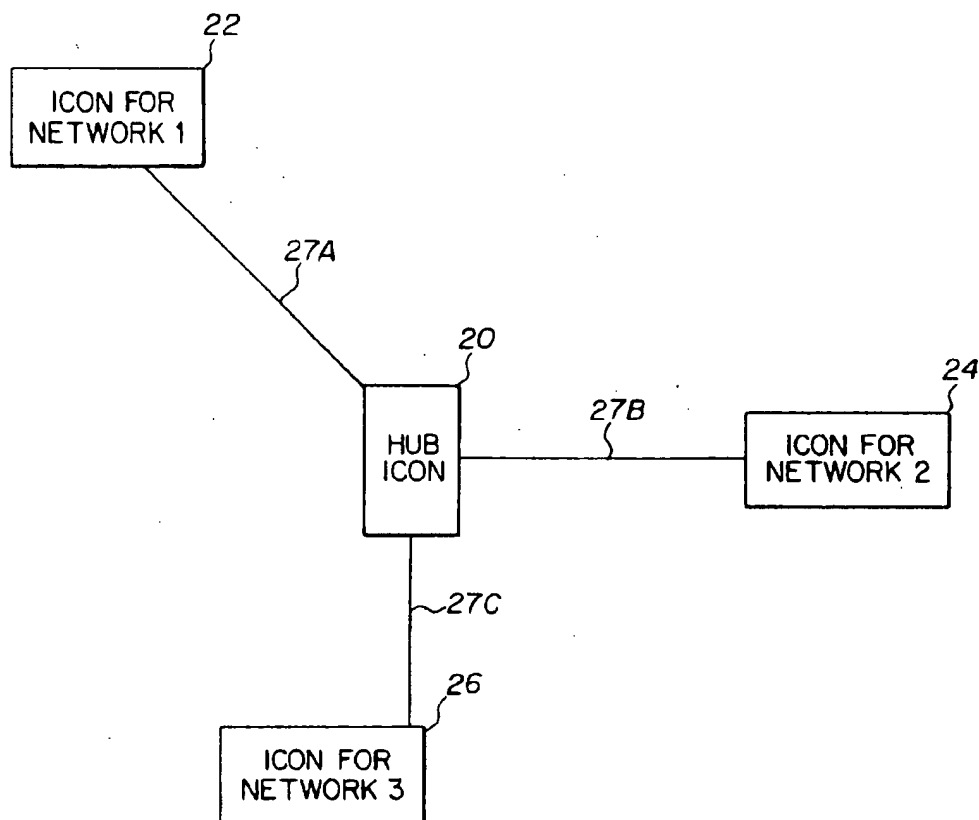 22
ICON FOR
NETWORK 1
27A
20
24
HUB
ICON
27B
ICON FOR
NETWORK 2
27C
26
ICON FOR
NETWORK 3